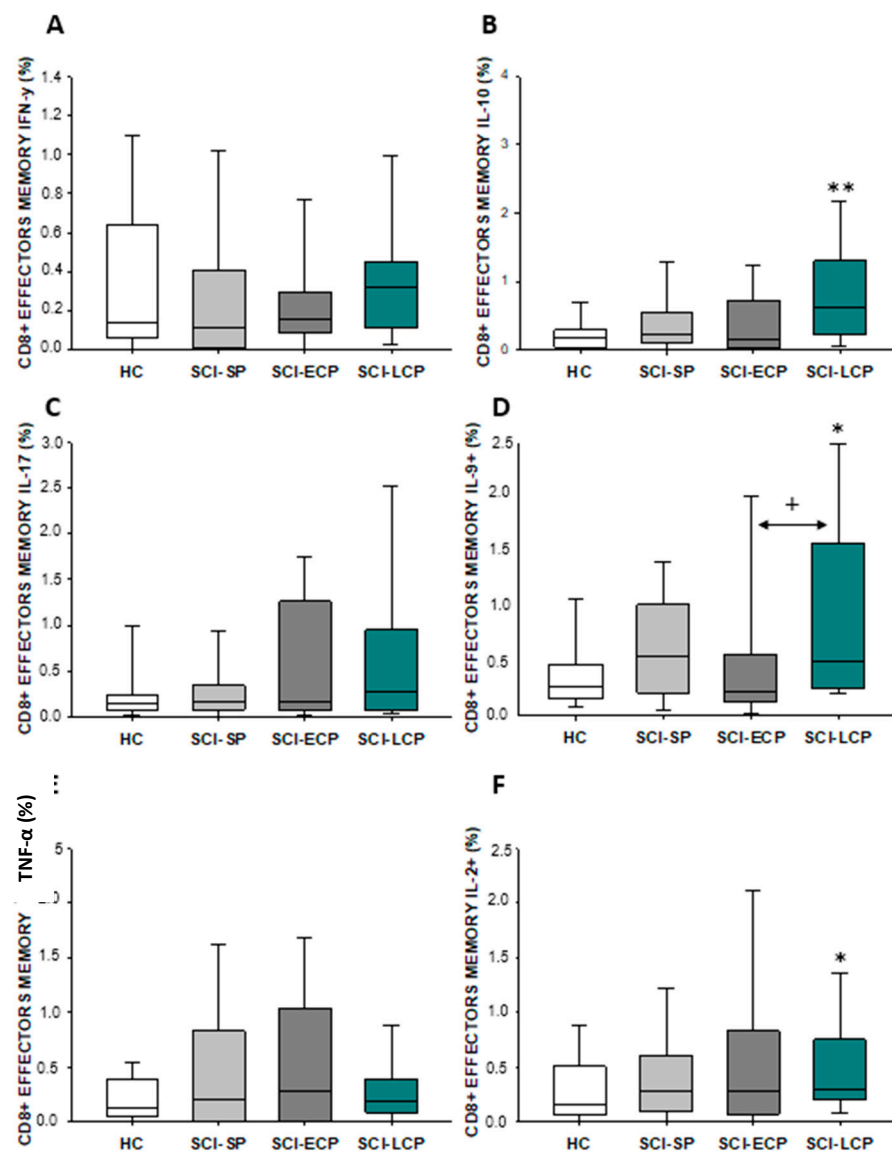 A
CD8+ EFFECTORS MEMORY IFN-y (%)
1.4
1.2
1.0
0.8
0.6
0.4
0.2
0.0
HC SCI-SP SCI-ECP SCI-LCP
B
CD8+ EFFECTORS MEMORY IL-10 (%)
4
3
2
1
0
**
HC SCI-SP SCI-ECP SCI-LCP
C
CD8+ EFFECTORS MEMORY IL-17 (%)
3.0
2.5
2.0
1.5
1.0
0.5
0.0
HC SCI-SP SCI-ECP SCI-LCP
D
CD8+ EFFECTORS MEMORY IL-9+ (%)
2.5
2.0
1.5
1.0
0.5
0.0
*
+
HC SCI-SP SCI-ECP SCI-LCP
CD8+ EFFECTORS MEMORY TNF-α (%)
5
0
1.5
1.0
0.5
0.0
HC SCI-SP SCI-ECP SCI-LCP
F
CD8+ EFFECTORS MEMORY IL-2+ (%)
2.5
2.0
1.5
1.0
0.5
0.0
*
HC SCI-SP SCI-ECP SCI-LCP